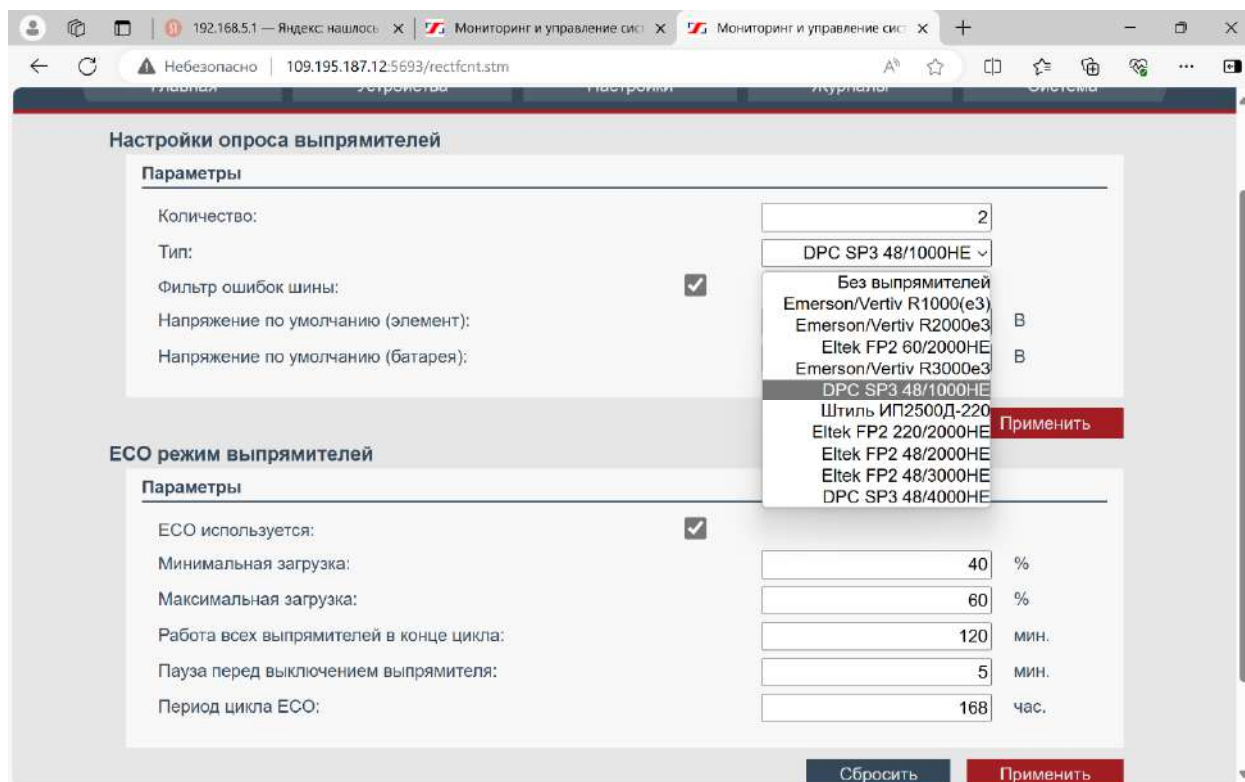 192.168.5.1 — Яндекс: нашлось
Мониторинг и управление сис
Мониторинг и управление сис
Небезопасно 109.195.187.12:5693/rectfcnt.stm
Главная Устройства Настройки Журналы Система
Настройки опроса выпрямителей
Параметры
Количество: 2
Тип: DPC SP3 48/1000HE
Фильтр ошибок шины:
Без выпрямителей
Emerson/Vertiv R1000(e3)
Напряжение по умолчанию (элемент): В
Emerson/Vertiv R2000e3
Eltek FP2 60/2000HE
Напряжение по умолчанию (батарея): В
Emerson/Vertiv R3000e3
DPC SP3 48/1000HE
Штиль ИП2500Д-220
Eltek FP2 220/2000HE
Eltek FP2 48/2000HE
Eltek FP2 48/3000HE
DPC SP3 48/4000HE
Применить
ECO режим выпрямителей
Параметры
ECO используется:
Минимальная загрузка: 40 %
Максимальная загрузка: 60 %
Работа всех выпрямителей в конце цикла: 120 мин.
Пауза перед выключением выпрямителя: 5 мин.
Период цикла ECO: 168 час.
Сбросить Применить